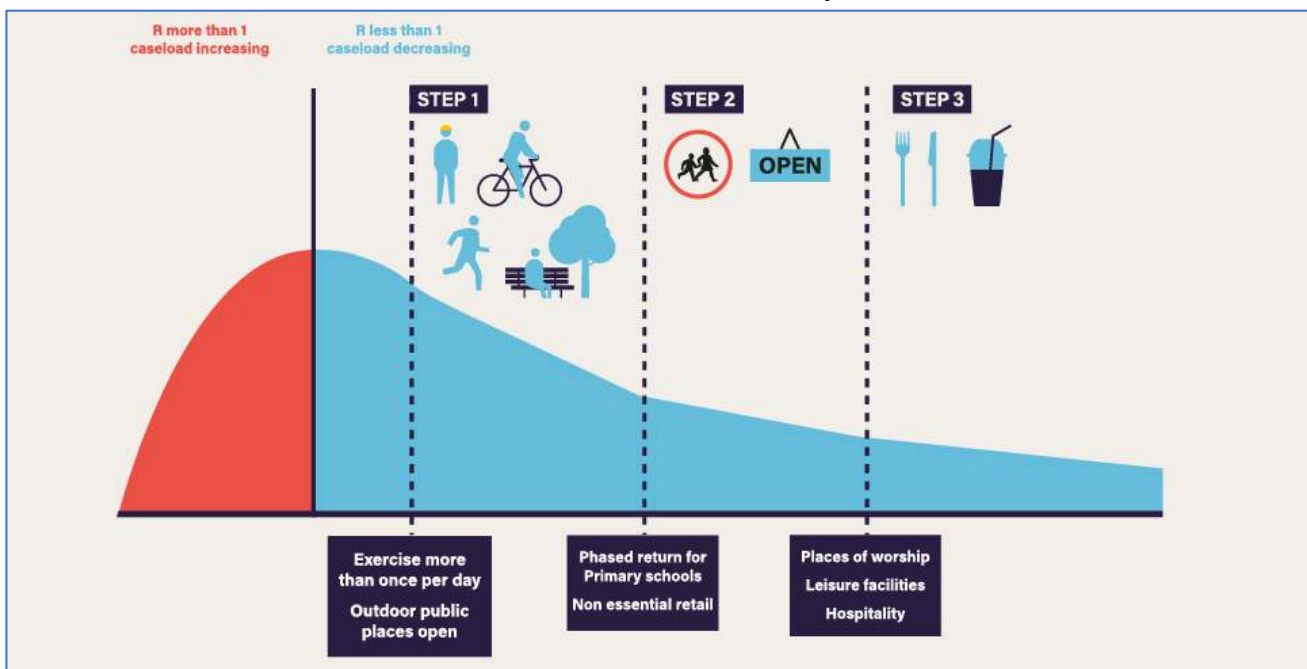 R more than 1
caseload increasing
R less than 1
caseload decreasing
STEP 1
STEP 2
STEP 3
OPEN
Exercise more
than once per day
Outdoor public
places open
Phased return for
Primary schools
Non essential retail
Places of worship
Leisure facilities
Hospitality